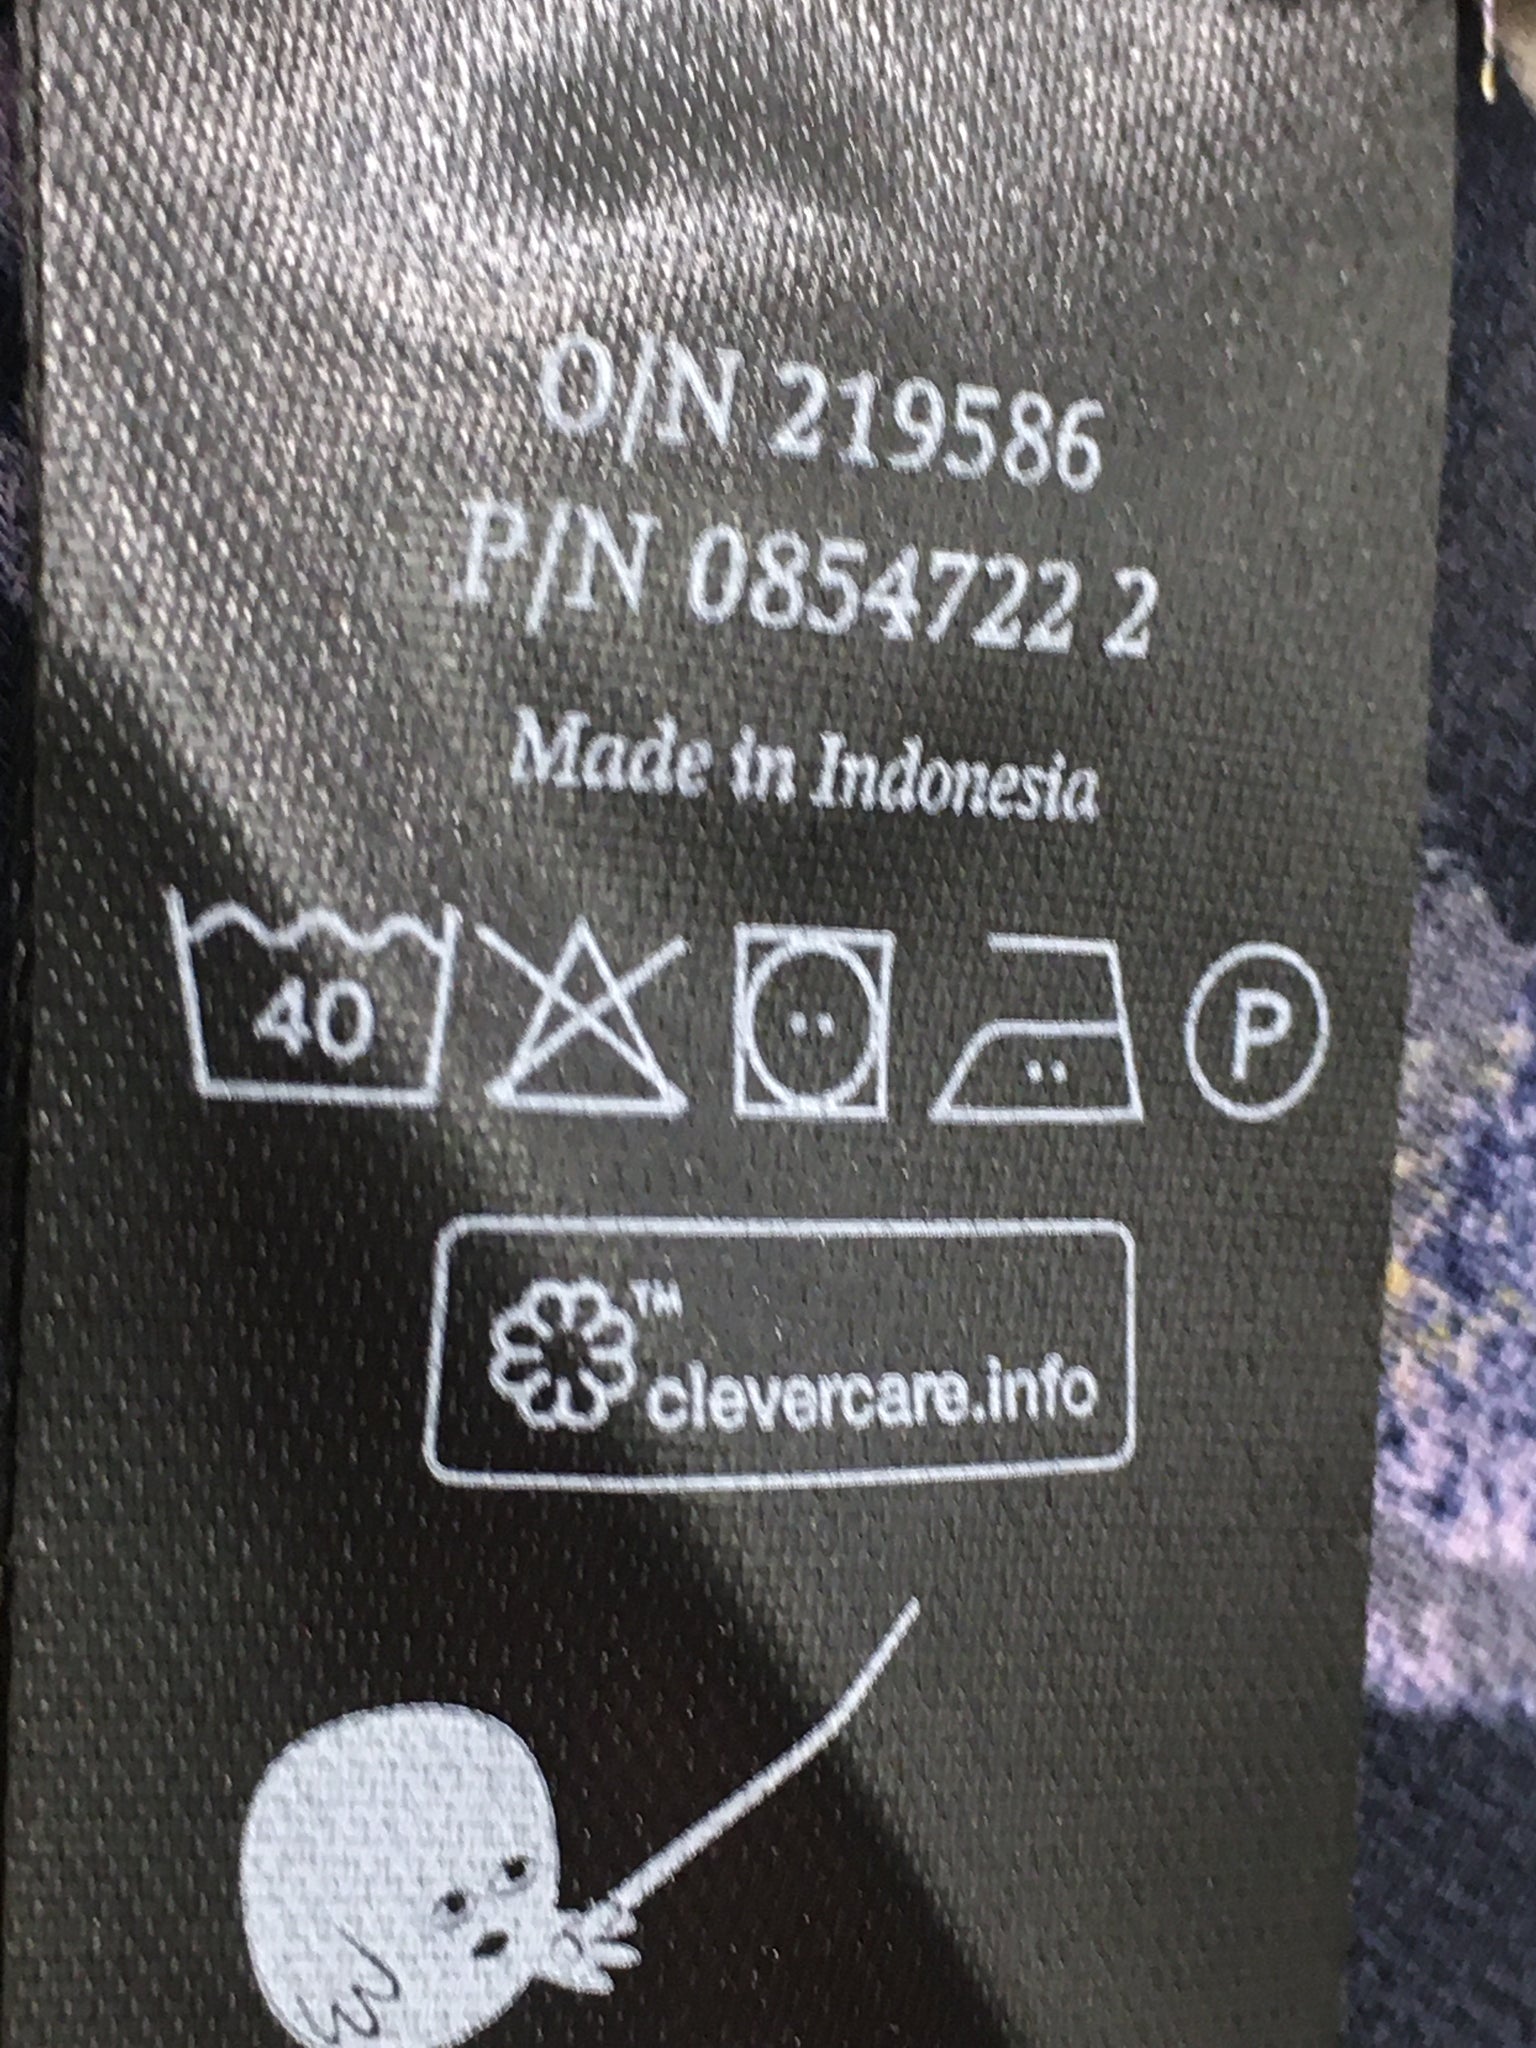 O/N 219586
P/N 0854722 2
Made in Indonesia
40
P
™
clevercare.info